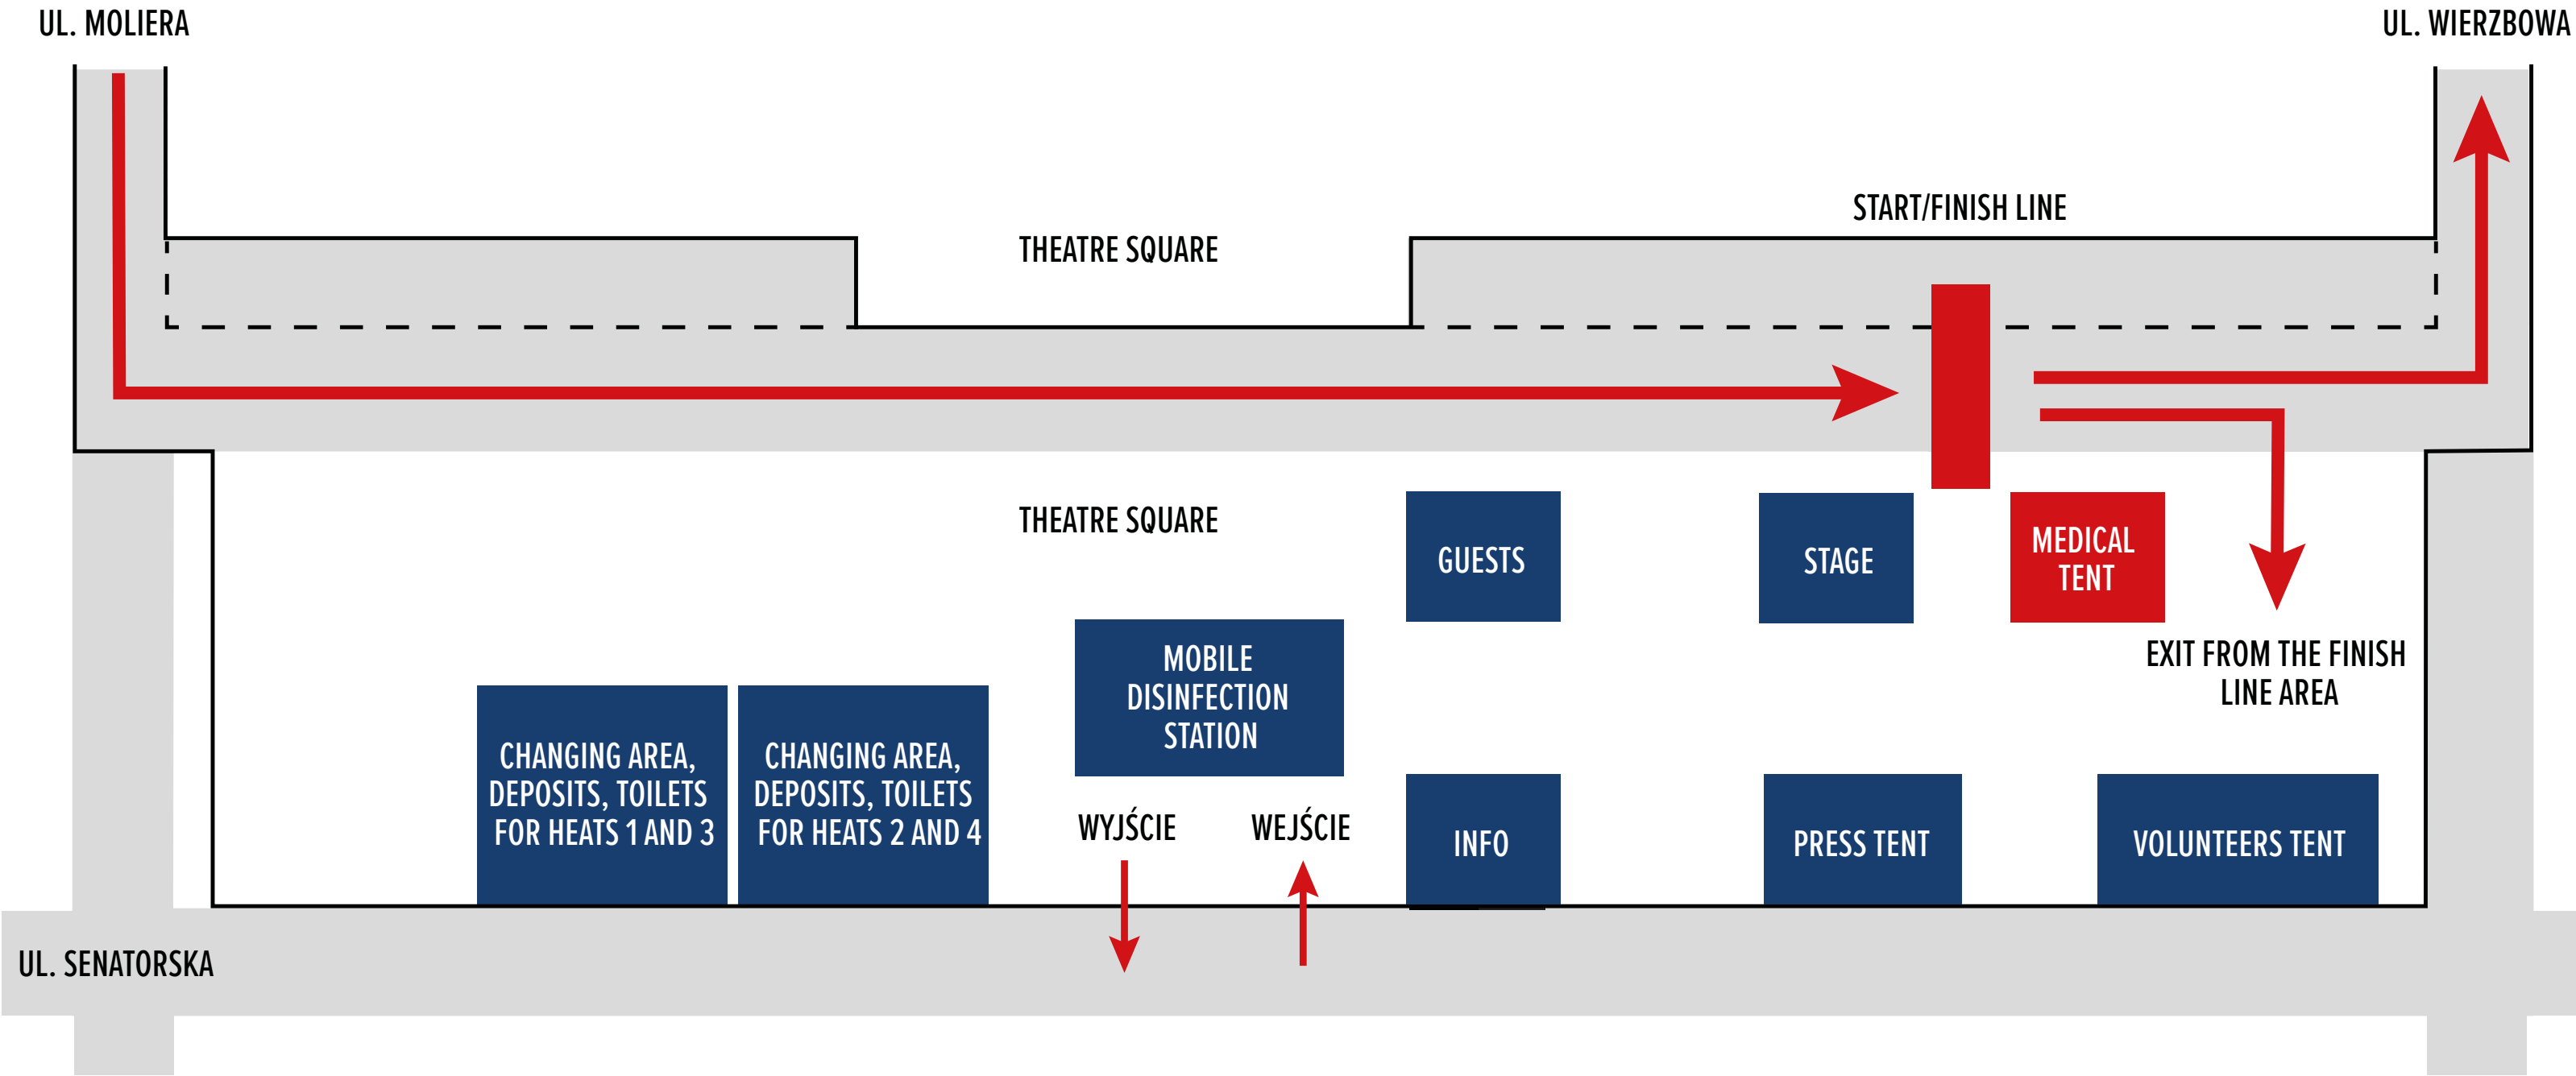 UL. MOLIERA
UL. WIERZBOWA
START/FINISH LINE
THEATRE SQUARE
THEATRE SQUARE
GUESTS
STAGE
MEDICAL
TENT
EXIT FROM THE FINISH
LINE AREA
MOBILE
DISINFECTION
STATION
CHANGING AREA,
DEPOSITS, TOILETS
FOR HEATS 1 AND 3
CHANGING AREA,
DEPOSITS, TOILETS
FOR HEATS 2 AND 4
WYJŚCIE
WEJŚCIE
INFO
PRESS TENT
VOLUNTEERS TENT
UL. SENATORSKA